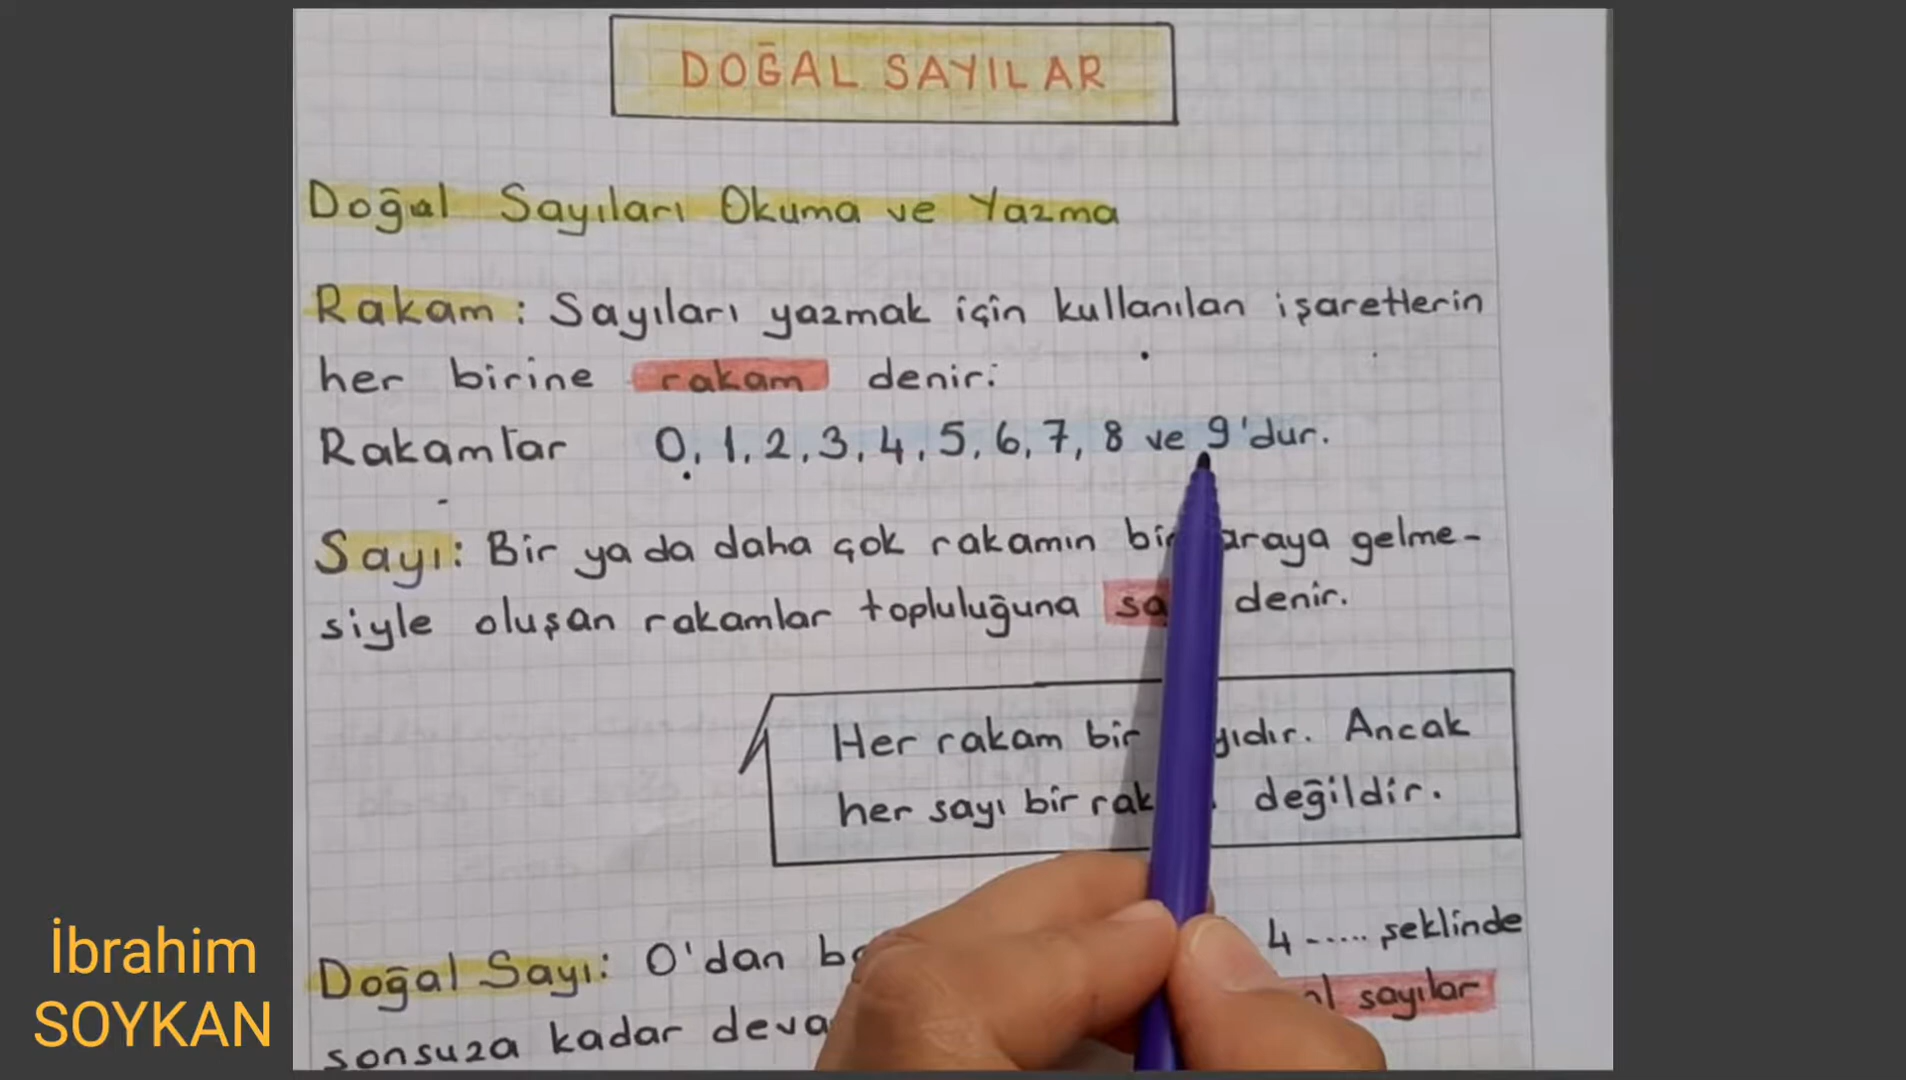 DOĞAL SAYILAR
Doğal Sayıları Okuma ve Yazma
Rakam: Sayıları yazmak için kullanılan işaretlerin
her birine rakam denir.
Rakamlar 0, 1, 2, 3, 4, 5, 6, 7, 8 ve 9'dur.
Sayı: Bir ya da daha çok rakamın araya gelme-
siyle oluşan rakamlar topluluğuna denir.
Her rakam bir Ancak
her sayı bir değildir.
Doğal Sayı: 0'dan 4 ..... şeklinde
sonsuza kadar sayılar
İbrahim
SOYKAN